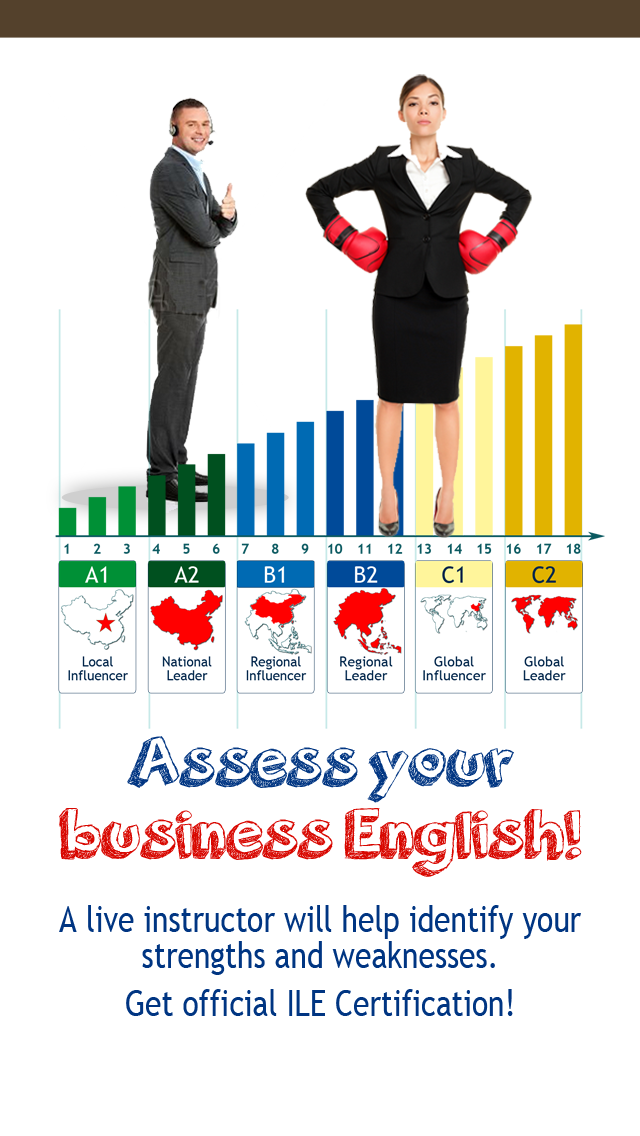 1 2 3 4 5 6 7 8 9 10 11 12 13 14 15 16 17 18
A1 A2 B1 B2 C1 C2
Local
Influencer
National
Leader
Regional
Influencer
Regional
Leader
Global
Influencer
Global
Leader
Assess your
business English!
A live instructor will help identify your
strengths and weaknesses.
Get official ILE Certification!